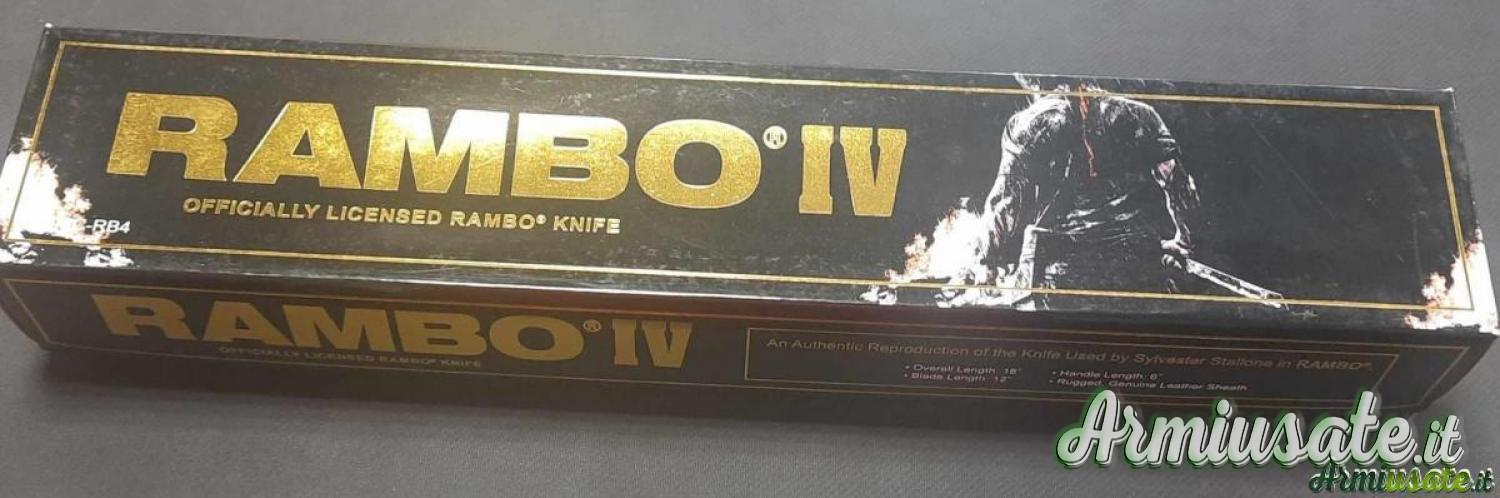 RAMBO® IV
OFFICIALLY LICENSED RAMBO® KNIFE
-RB4
RAMBO® IV
OFFICIALLY LICENSED RAMBO® KNIFE
An Authentic Reproduction of the Knife Used by Sylvester Stallone in RAMBO®.
• Overall Length: 18"
• Blade Length: 12"
• Handle Length: 6"
• Rugged, Genuine Leather Sheath
Armiusate.it
Armiusate.it